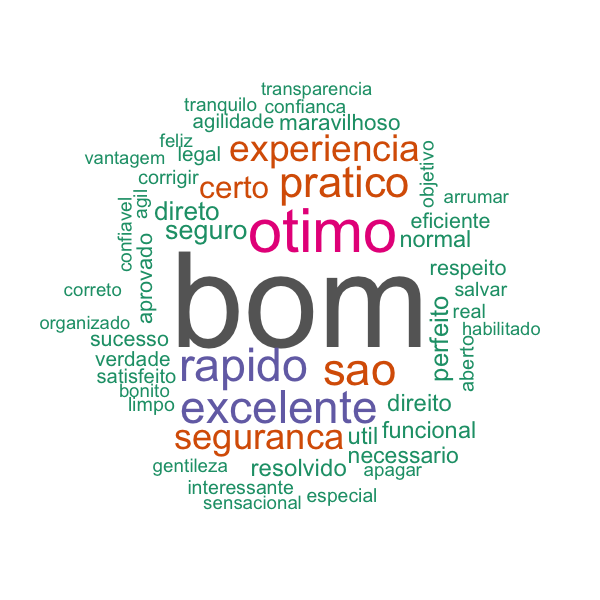 transparencia
tranquilo
confianca
agilidade
maravilhoso
feliz
legal
experiencia
vantagem
corrigir
certo
pratico
objetivo
arrumar
agil
direto
otimo
eficiente
confiavel
seguro
normal
aprovado
bom
respeito
correto
salvar
organizado
real
habilitado
sucesso
perfeito
aberto
verdade
rapido
sao
satisfeito
bonito
limpo
excelente
direito
seguranca
util
funcional
necessario
gentileza
resolvido
apagar
interessante
especial
sensacional